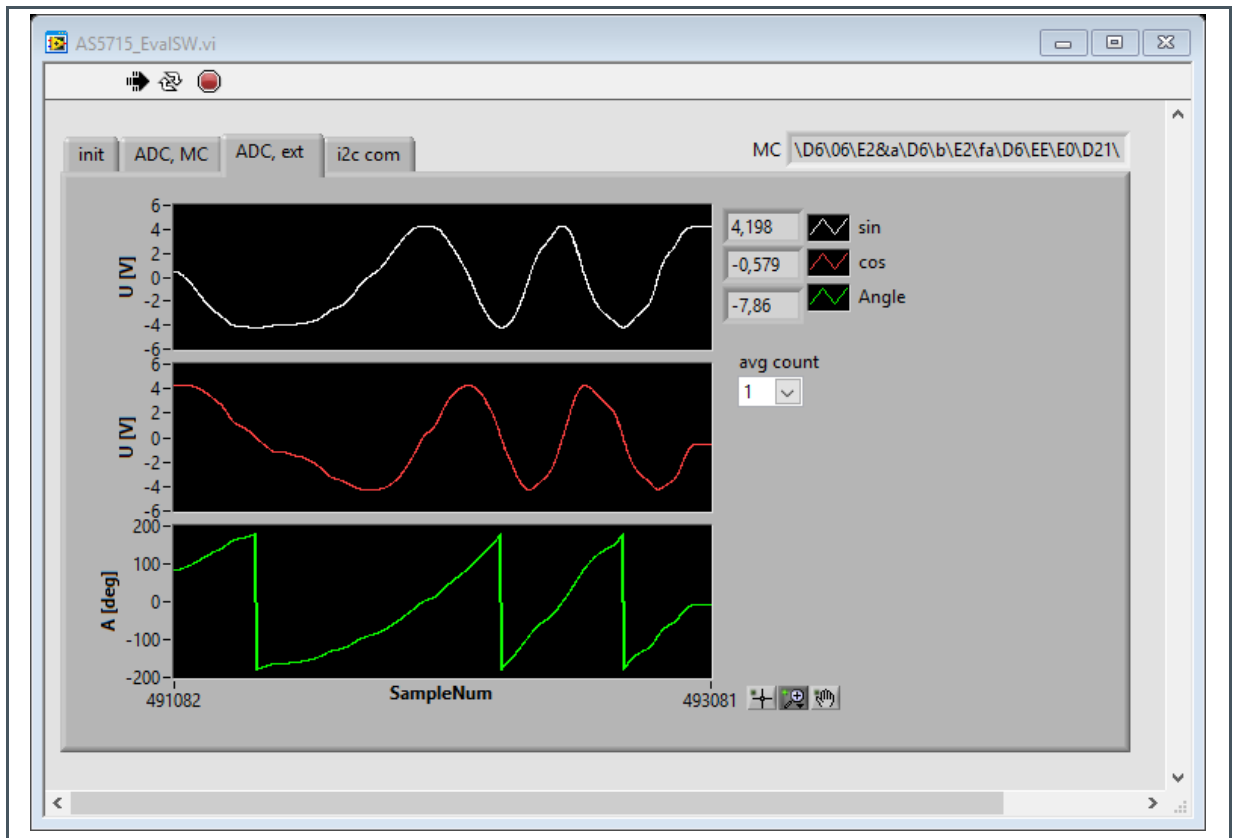 AS5715_EvalSW.vi
init ADC, MC ADC, ext i2c com MC \D6\06\E2&a\D6\b\E2\fa\D6\EE\E0\D21\
6
4
2
0
-2
-4
-6
U [V]
4,198 sin
-0,579 cos
-7,86 Angle
avg count
1
6
4
2
0
-2
-4
-6
U [V]
200
100
0
-100
-200
A [deg]
491082 SampleNum 493081